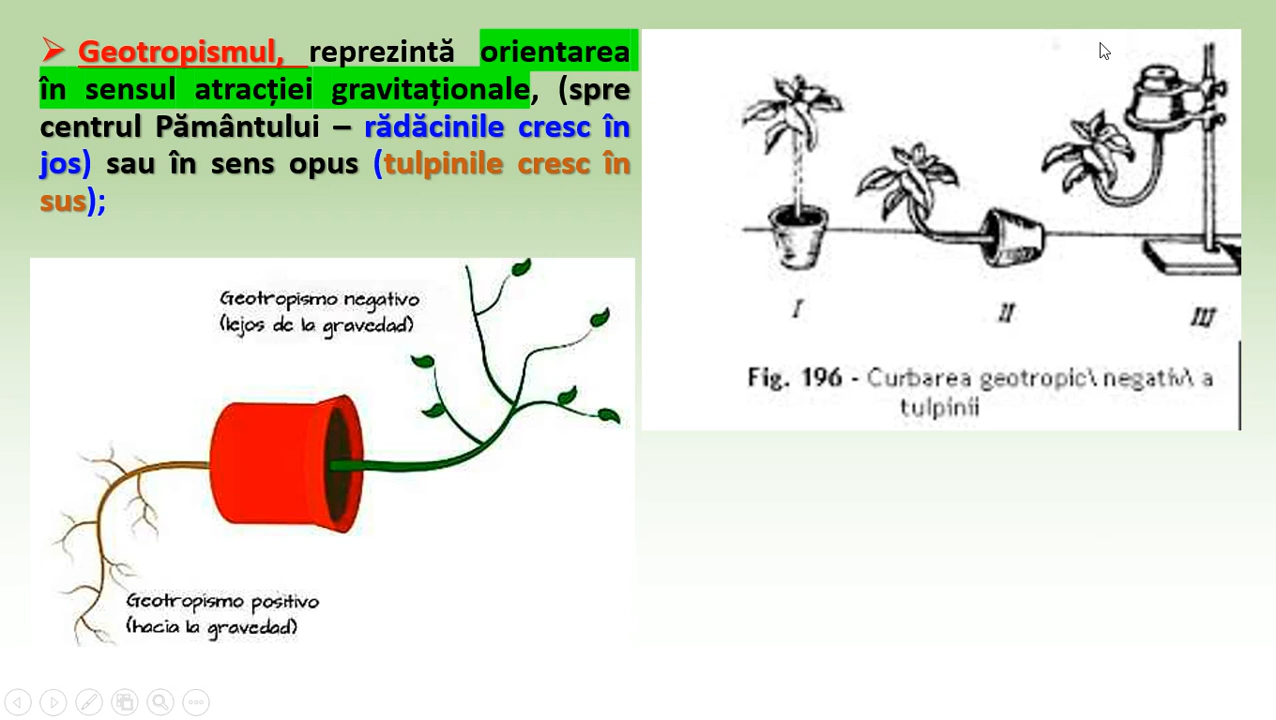 ➢ Geotropismul, reprezintă orientarea
în sensul atracției gravitaționale, (spre
centrul Pământului – rădăcinile cresc în
jos) sau în sens opus (tulpinile cresc în
sus);
Geotropismo negativo
(lejos de la gravedad)
Geotropismo positivo
(hacia la gravedad)
I
II
III
Fig. 196 - Curbarea geotropic\ negativ\ a
tulpinii